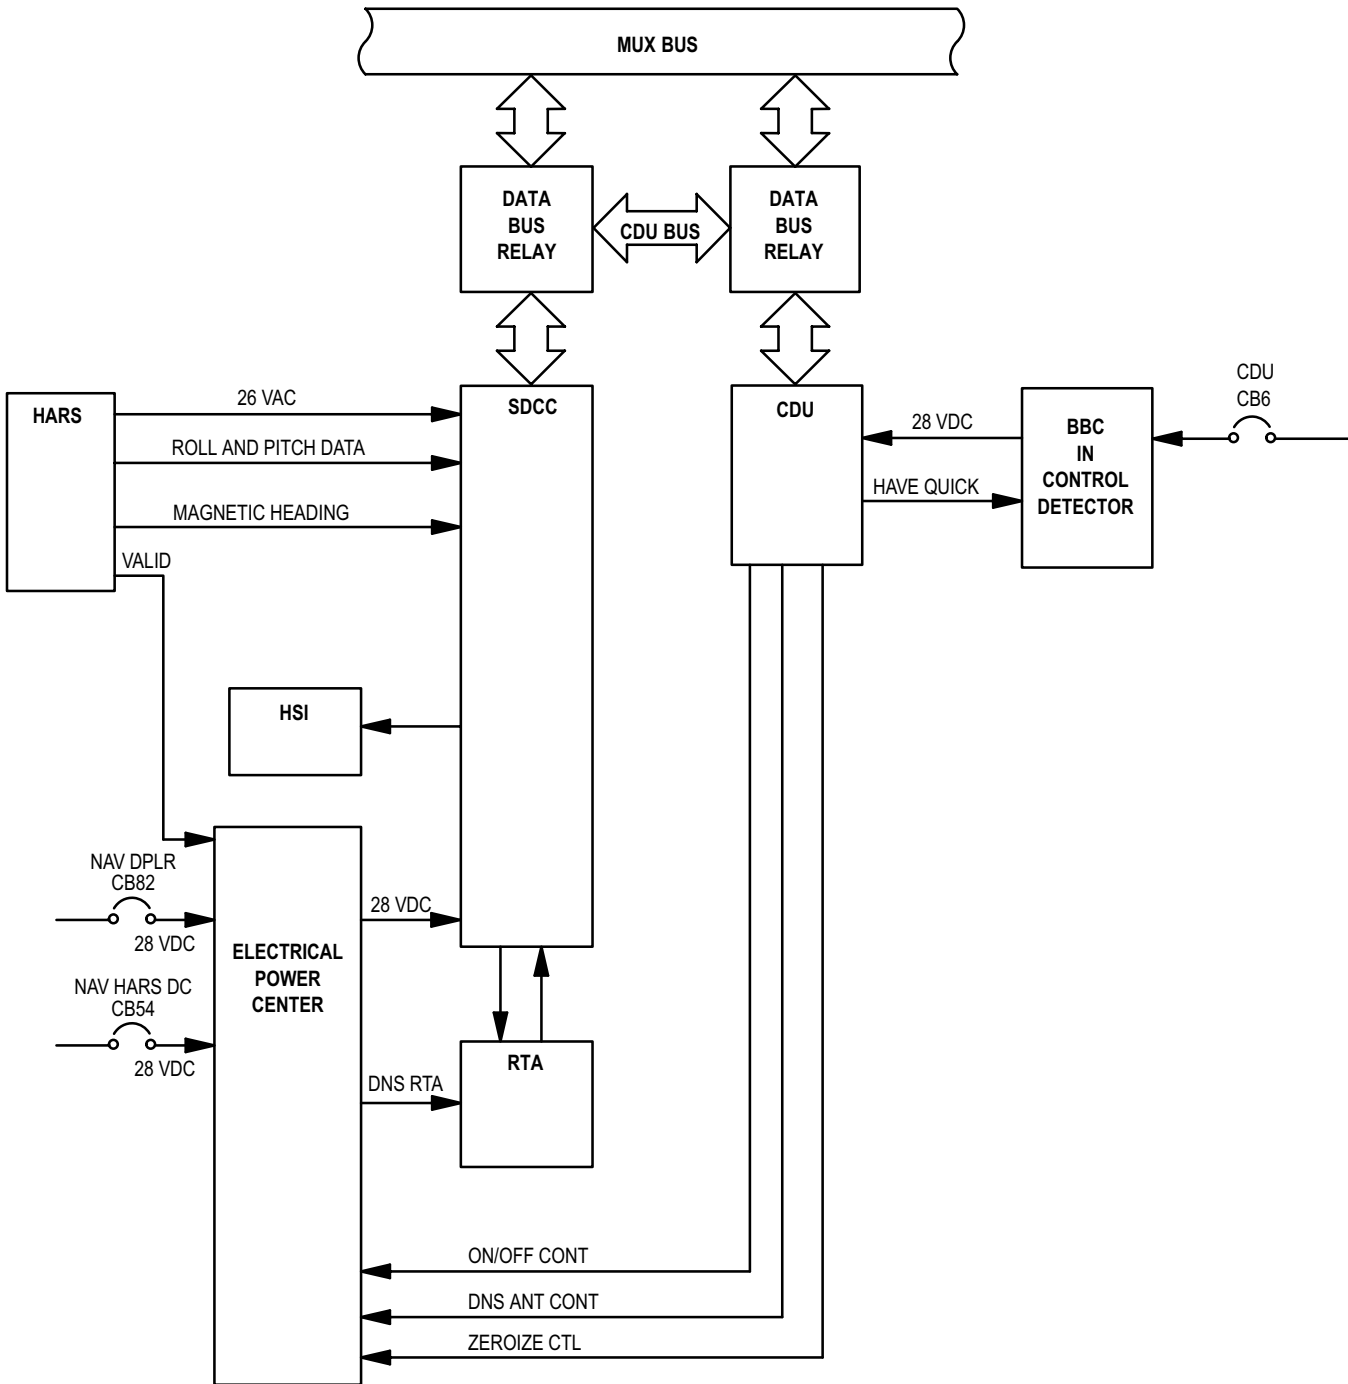 MUX BUS
DATA
BUS
RELAY
CDU BUS
DATA
BUS
RELAY
HARS
26 VAC
ROLL AND PITCH DATA
MAGNETIC HEADING
VALID
SDCC
CDU
28 VDC
HAVE QUICK
BBC
IN
CONTROL
DETECTOR
CDU
CB6
HSI
NAV DPLR
CB82
28 VDC
NAV HARS DC
CB54
28 VDC
ELECTRICAL
POWER
CENTER
28 VDC
DNS RTA
RTA
ON/OFF CONT
DNS ANT CONT
ZEROIZE CTL